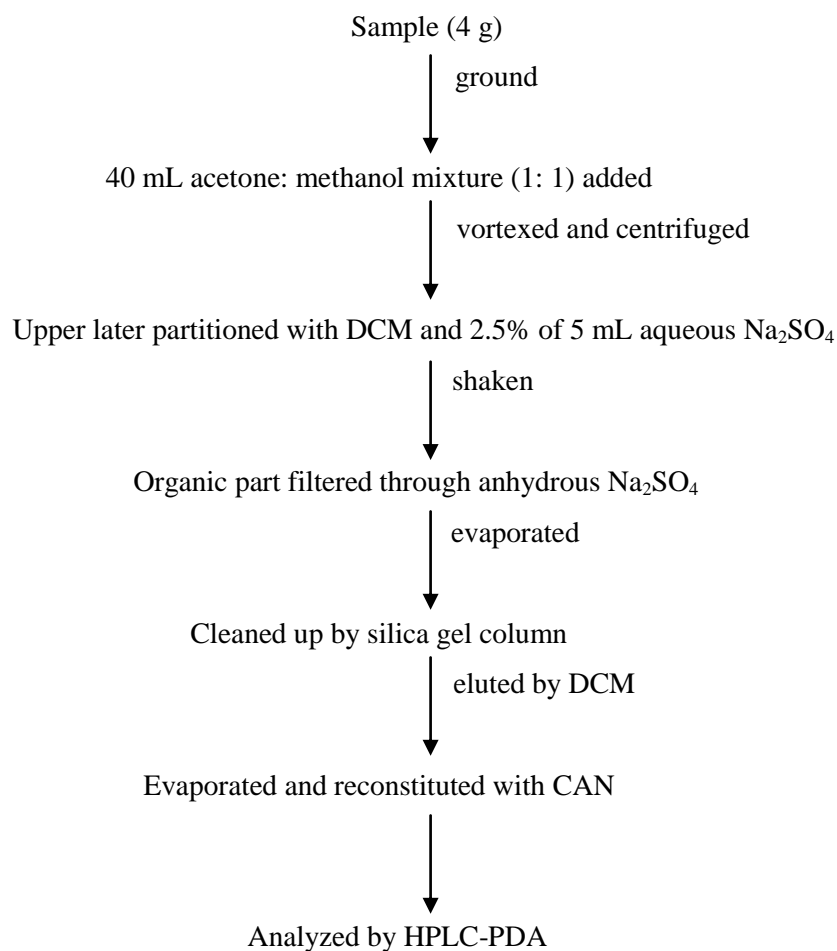 Sample (4 g)
ground
40 mL acetone: methanol mixture (1: 1) added
vortexed and centrifuged
Upper later partitioned with DCM and 2.5% of 5 mL aqueous Na₂SO₄
shaken
Organic part filtered through anhydrous Na₂SO₄
evaporated
Cleaned up by silica gel column
eluted by DCM
Evaporated and reconstituted with CAN
Analyzed by HPLC-PDA